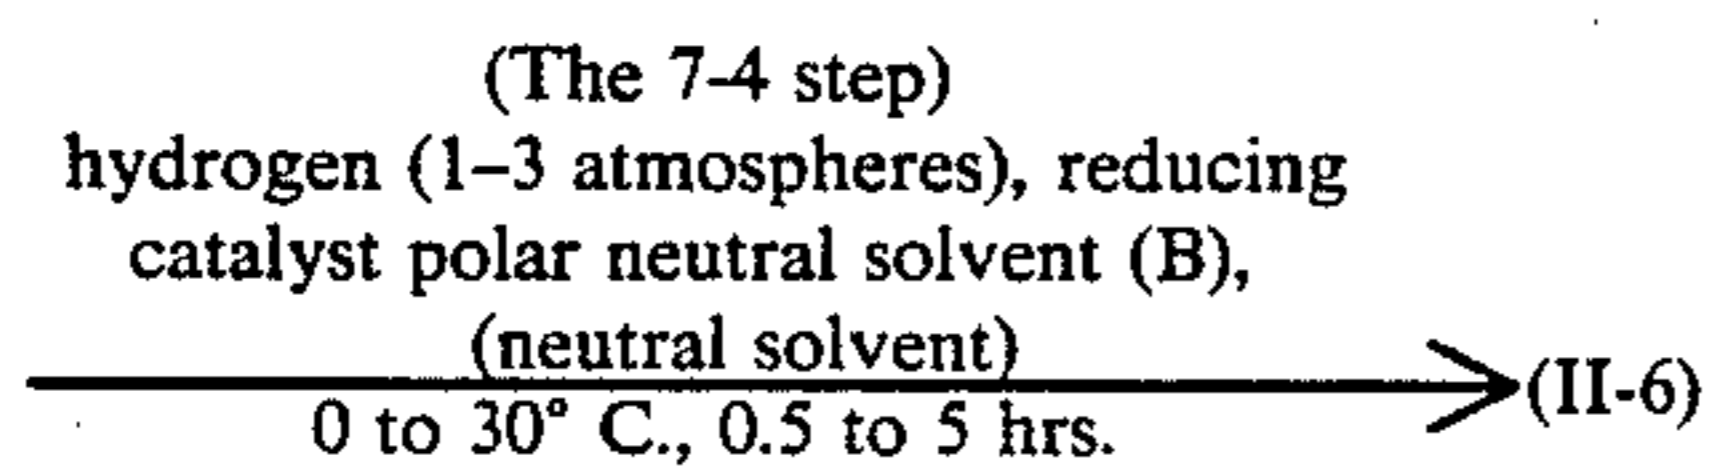 (The 7-4 step)
hydrogen (1–3 atmospheres), reducing
catalyst polar neutral solvent (B),
(neutral solvent)
(II-6)
0 to 30° C., 0.5 to 5 hrs.